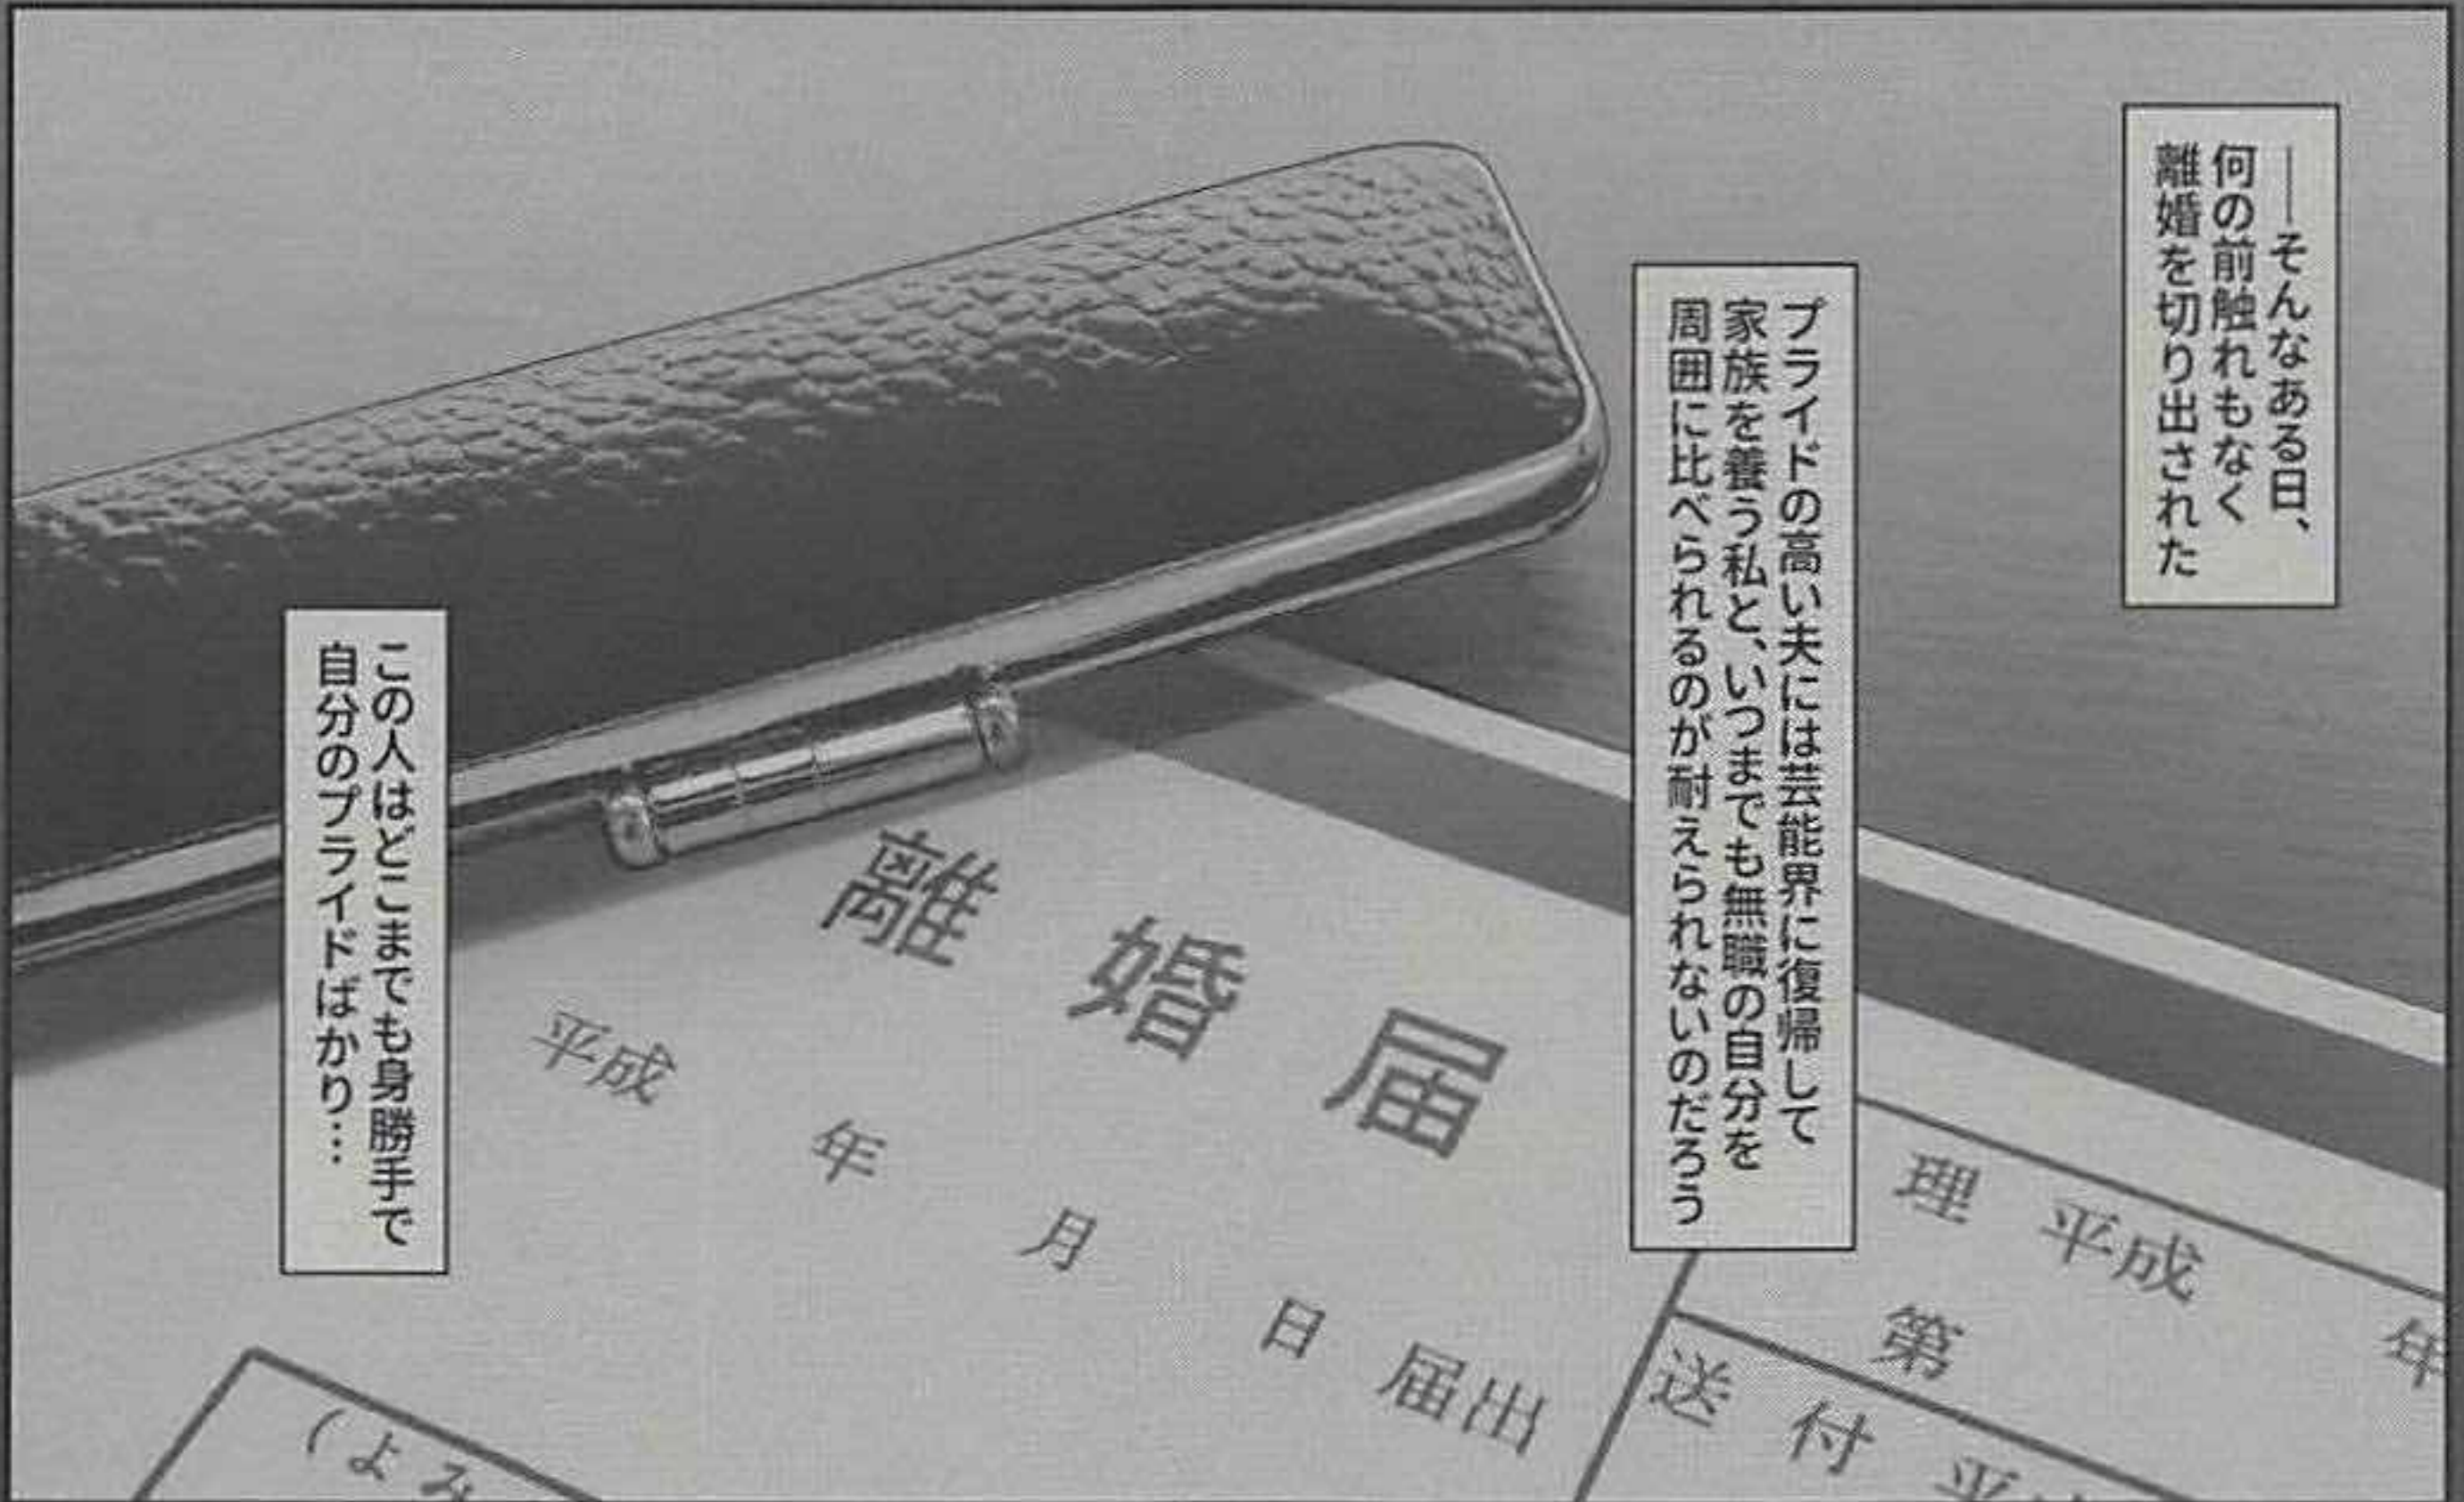 ――そんなある日、
何の前触れもなく
離婚を切り出された
プライドの高い夫には芸能界に復帰して
家族を養う私と、いつまでも無職の自分を
周囲に比べられるのが耐えられないのだろう
この人はどこまでも身勝手で
自分のプライドばかり…
離婚届
平成 年 月 日 届出
理 平成 年
第
送付 平
(よみ